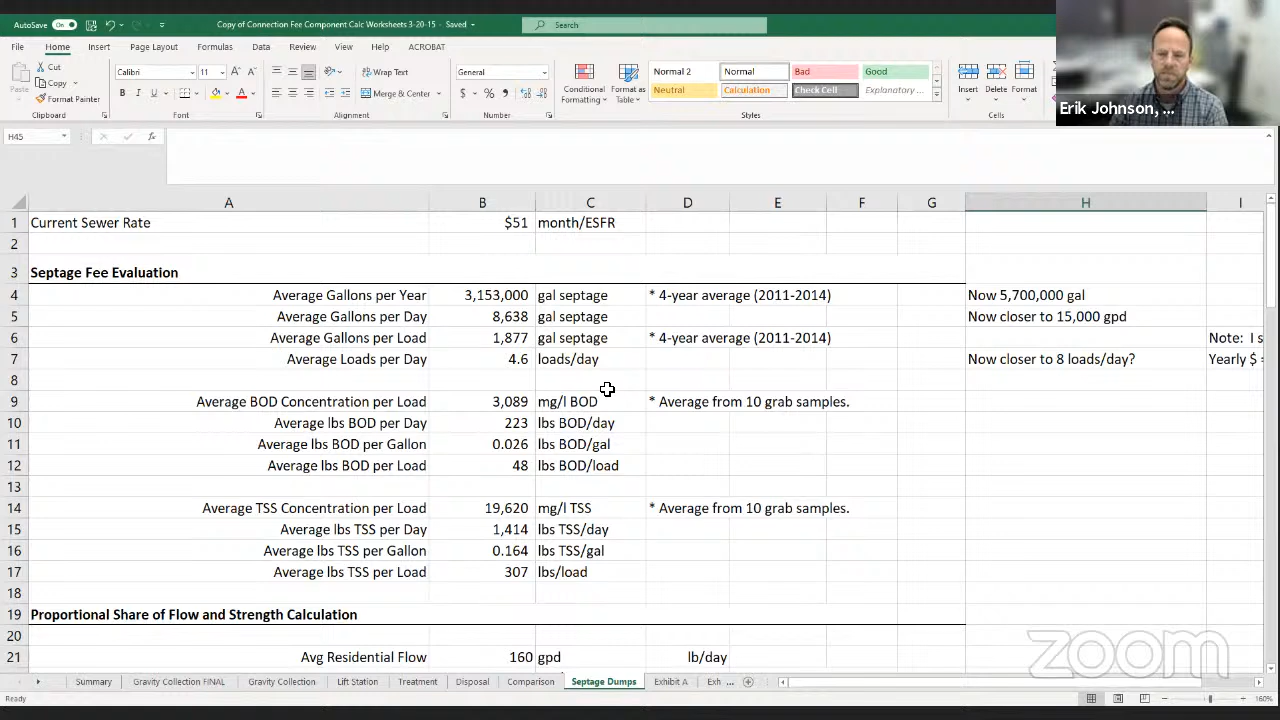 AutoSave On Copy of Connection Fee Component Calc Worksheets 3-20-15 - Saved Search
File Home Insert Page Layout Formulas Data Review View Help ACROBAT
Paste Cut Copy Format Painter Clipboard
Calibri 11 B I U Font
Wrap Text Merge & Center Alignment
General $ % Number
Conditional Formatting Format as Table
Normal 2 Normal Bad Good
Neutral Calculation Check Cell Explanatory ...
Styles
Insert Delete Format Cells
Erik Johnson, ...
H45 fx
A B C D E F G H I
1 Current Sewer Rate $51 month/ESFR
2
3 Septage Fee Evaluation
4 Average Gallons per Year 3,153,000 gal septage * 4-year average (2011-2014) Now 5,700,000 gal
5 Average Gallons per Day 8,638 gal septage Now closer to 15,000 gpd
6 Average Gallons per Load 1,877 gal septage * 4-year average (2011-2014) Note: I s
7 Average Loads per Day 4.6 loads/day Now closer to 8 loads/day? Yearly $ =
8
9 Average BOD Concentration per Load 3,089 mg/l BOD * Average from 10 grab samples.
10 Average lbs BOD per Day 223 lbs BOD/day
11 Average lbs BOD per Gallon 0.026 lbs BOD/gal
12 Average lbs BOD per Load 48 lbs BOD/load
13
14 Average TSS Concentration per Load 19,620 mg/l TSS * Average from 10 grab samples.
15 Average lbs TSS per Day 1,414 lbs TSS/day
16 Average lbs TSS per Gallon 0.164 lbs TSS/gal
17 Average lbs TSS per Load 307 lbs/load
18
19 Proportional Share of Flow and Strength Calculation
20
21 Avg Residential Flow 160 gpd lb/day
zoom
Summary Gravity Collection FINAL Gravity Collection Lift Station Treatment Disposal Comparison Septage Dumps Exhibit A Exh ...
Ready 160%